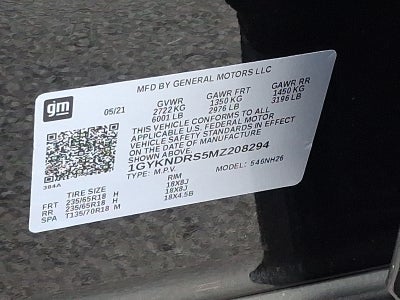 gm
MFD BY GENERAL MOTORS LLC
05/21 GVWR GAWR FRT GAWR RR
2722 KG 1350 KG 1450 KG
6001 LB 2976 LB 3196 LB
THIS VEHICLE CONFORMS TO ALL
APPLICABLE U.S. FEDERAL MOTOR
VEHICLE SAFETY STANDARDS IN EFFECT
ON THE DATE OF MANUFACTURE
SHOWN ABOVE.
1GYKNDRS5MZ208294
TYPE: M.P.V. MODEL: 546NH26
384A
TIRE SIZE RIM
FRT 235/65R18 H 18X8J
RR 235/65R18 H 18X8J
SPA T135/70R18 M 18X4.5B